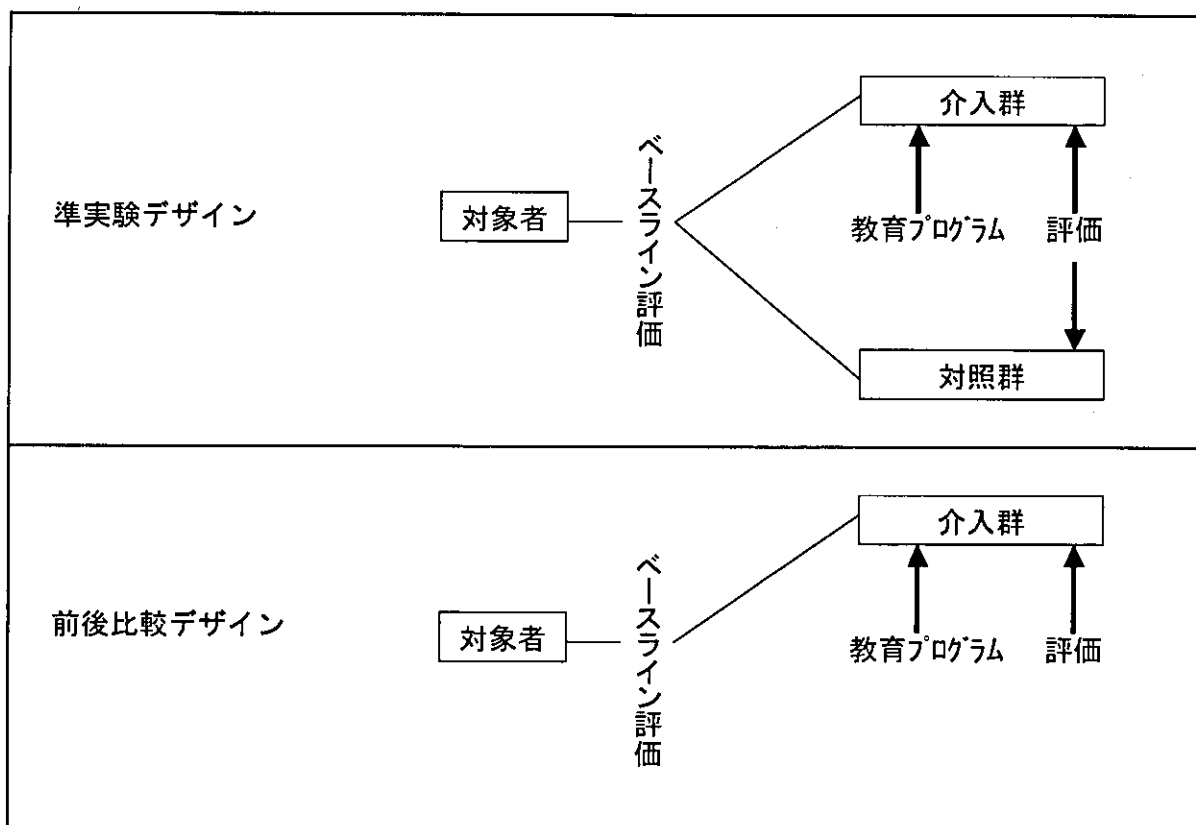 準実験デザイン
対象者
ベースライン評価
介入群
教育プログラム
評価
対照群
前後比較デザイン
対象者
ベースライン評価
介入群
教育プログラム
評価